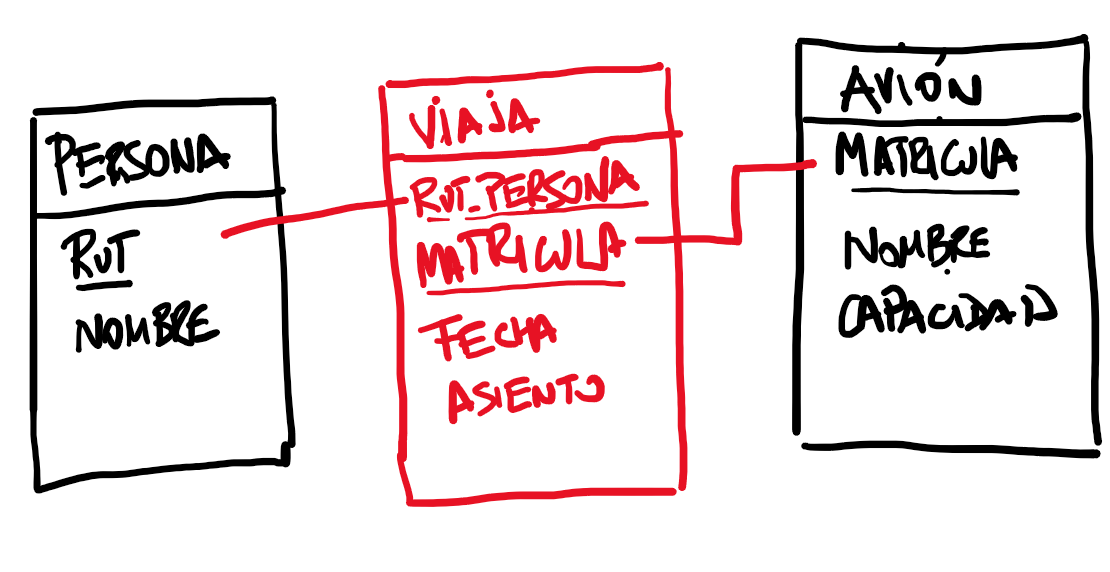 PERSONA
RUT
NOMBRE
VIAJA
RUT_PERSONA
MATRICULA
FECHA
ASIENTO
AVIÓN
MATRICULA
NOMBRE
CAPACIDAD